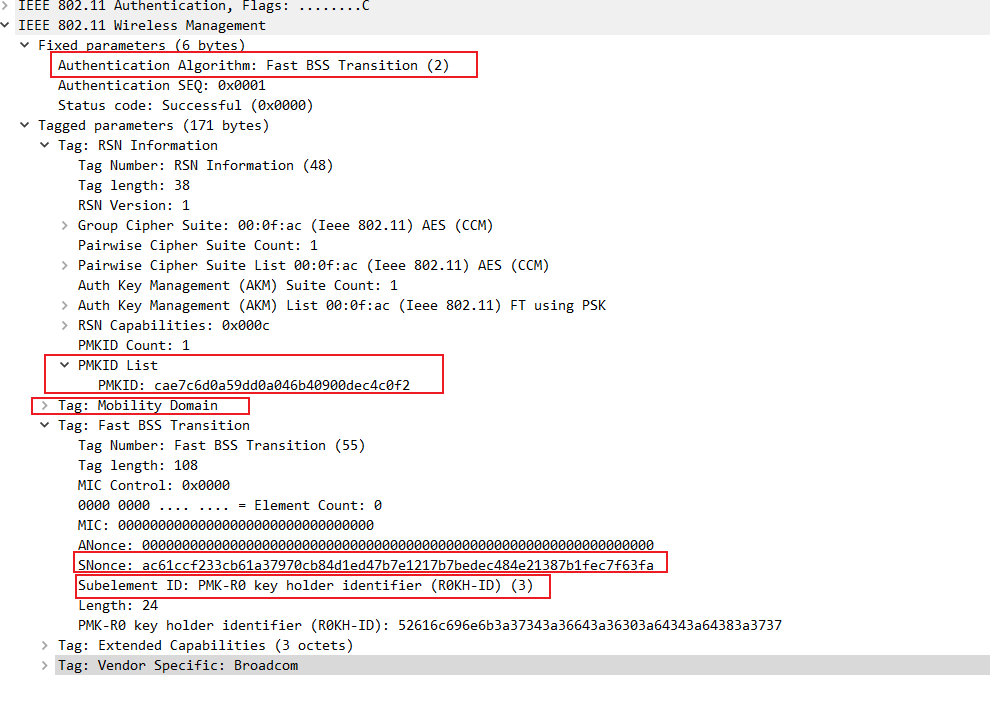 IEEE 802.11 Authentication, Flags: ........C
IEEE 802.11 Wireless Management
Fixed parameters (6 bytes)
Authentication Algorithm: Fast BSS Transition (2)
Authentication SEQ: 0x0001
Status code: Successful (0x0000)
Tagged parameters (171 bytes)
Tag: RSN Information
Tag Number: RSN Information (48)
Tag length: 38
RSN Version: 1
Group Cipher Suite: 00:0f:ac (Ieee 802.11) AES (CCM)
Pairwise Cipher Suite Count: 1
Pairwise Cipher Suite List 00:0f:ac (Ieee 802.11) AES (CCM)
Auth Key Management (AKM) Suite Count: 1
Auth Key Management (AKM) List 00:0f:ac (Ieee 802.11) FT using PSK
RSN Capabilities: 0x000c
PMKID Count: 1
PMKID List
PMKID: cae7c6d0a59dd0a046b40900dec4c0f2
Tag: Mobility Domain
Tag: Fast BSS Transition
Tag Number: Fast BSS Transition (55)
Tag length: 108
MIC Control: 0x0000
0000 0000 .... .... = Element Count: 0
MIC: 00000000000000000000000000000000
ANonce: 0000000000000000000000000000000000000000000000000000000000000000
SNonce: ac61ccf233cb61a37970cb84d1ed47b7e1217b7bedec484e21387b1fec7f63fa
Subelement ID: PMK-R0 key holder identifier (R0KH-ID) (3)
Length: 24
PMK-R0 key holder identifier (R0KH-ID): 52616c696e6b3a37343a36643a36303a64343a64383a3737
Tag: Extended Capabilities (3 octets)
Tag: Vendor Specific: Broadcom